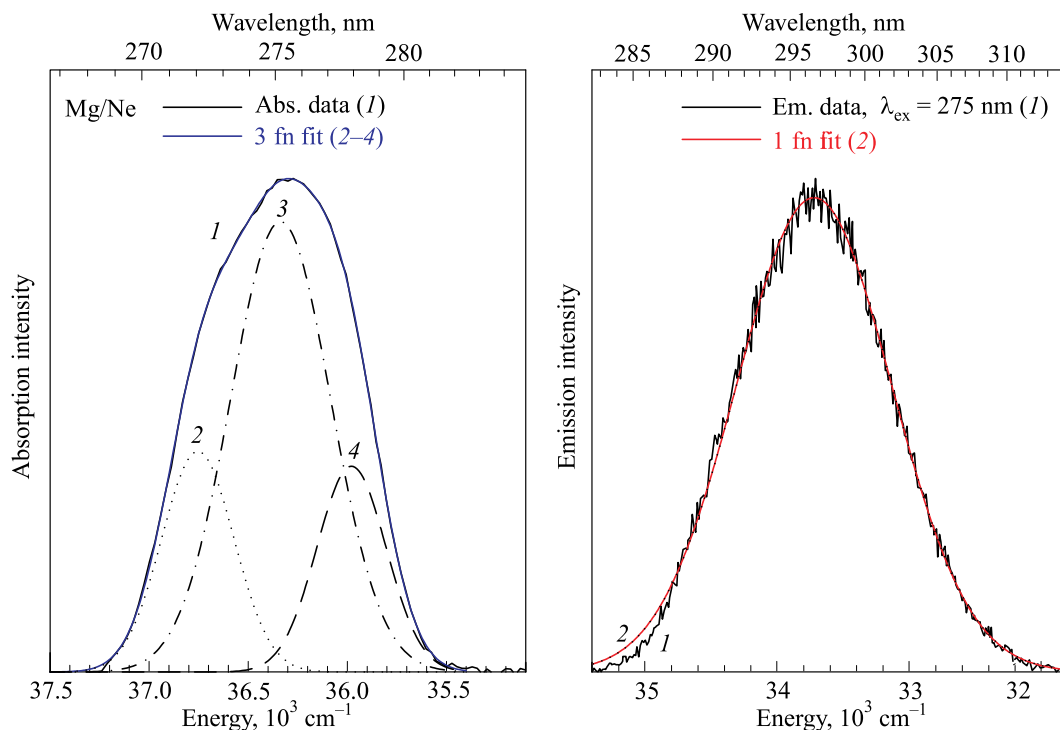 Wavelength, nm
270 275 280
Mg/Ne
Abs. data (1)
3 fn fit (2–4)
1
2
3
4
Absorption intensity
37.5 37.0 36.5 36.0 35.5
Energy, 10³ cm⁻¹
Wavelength, nm
285 290 295 300 305 310
Em. data, λex = 275 nm (1)
1 fn fit (2)
2
1
Emission intensity
35 34 33 32
Energy, 10³ cm⁻¹